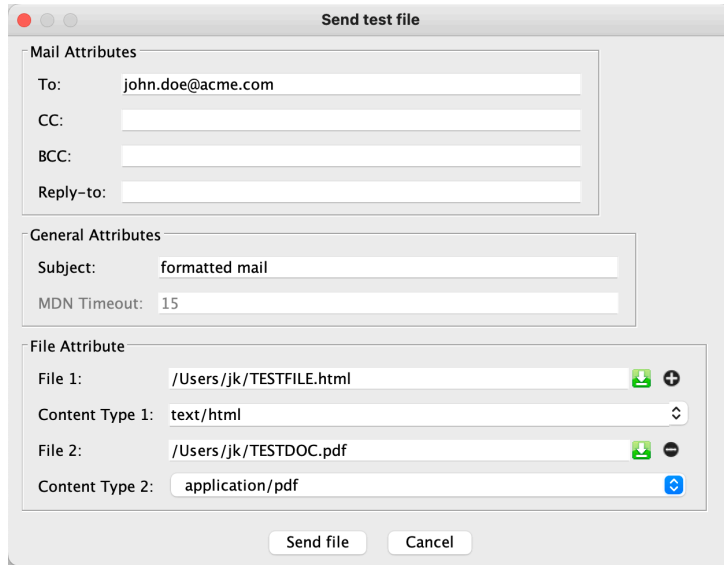 Send test file
Mail Attributes
To: john.doe@acme.com
CC:
BCC:
Reply-to:
General Attributes
Subject: formatted mail
MDN Timeout: 15
File Attribute
File 1: /Users/jk/TESTFILE.html
Content Type 1: text/html
File 2: /Users/jk/TESTDOC.pdf
Content Type 2: application/pdf
Send file Cancel